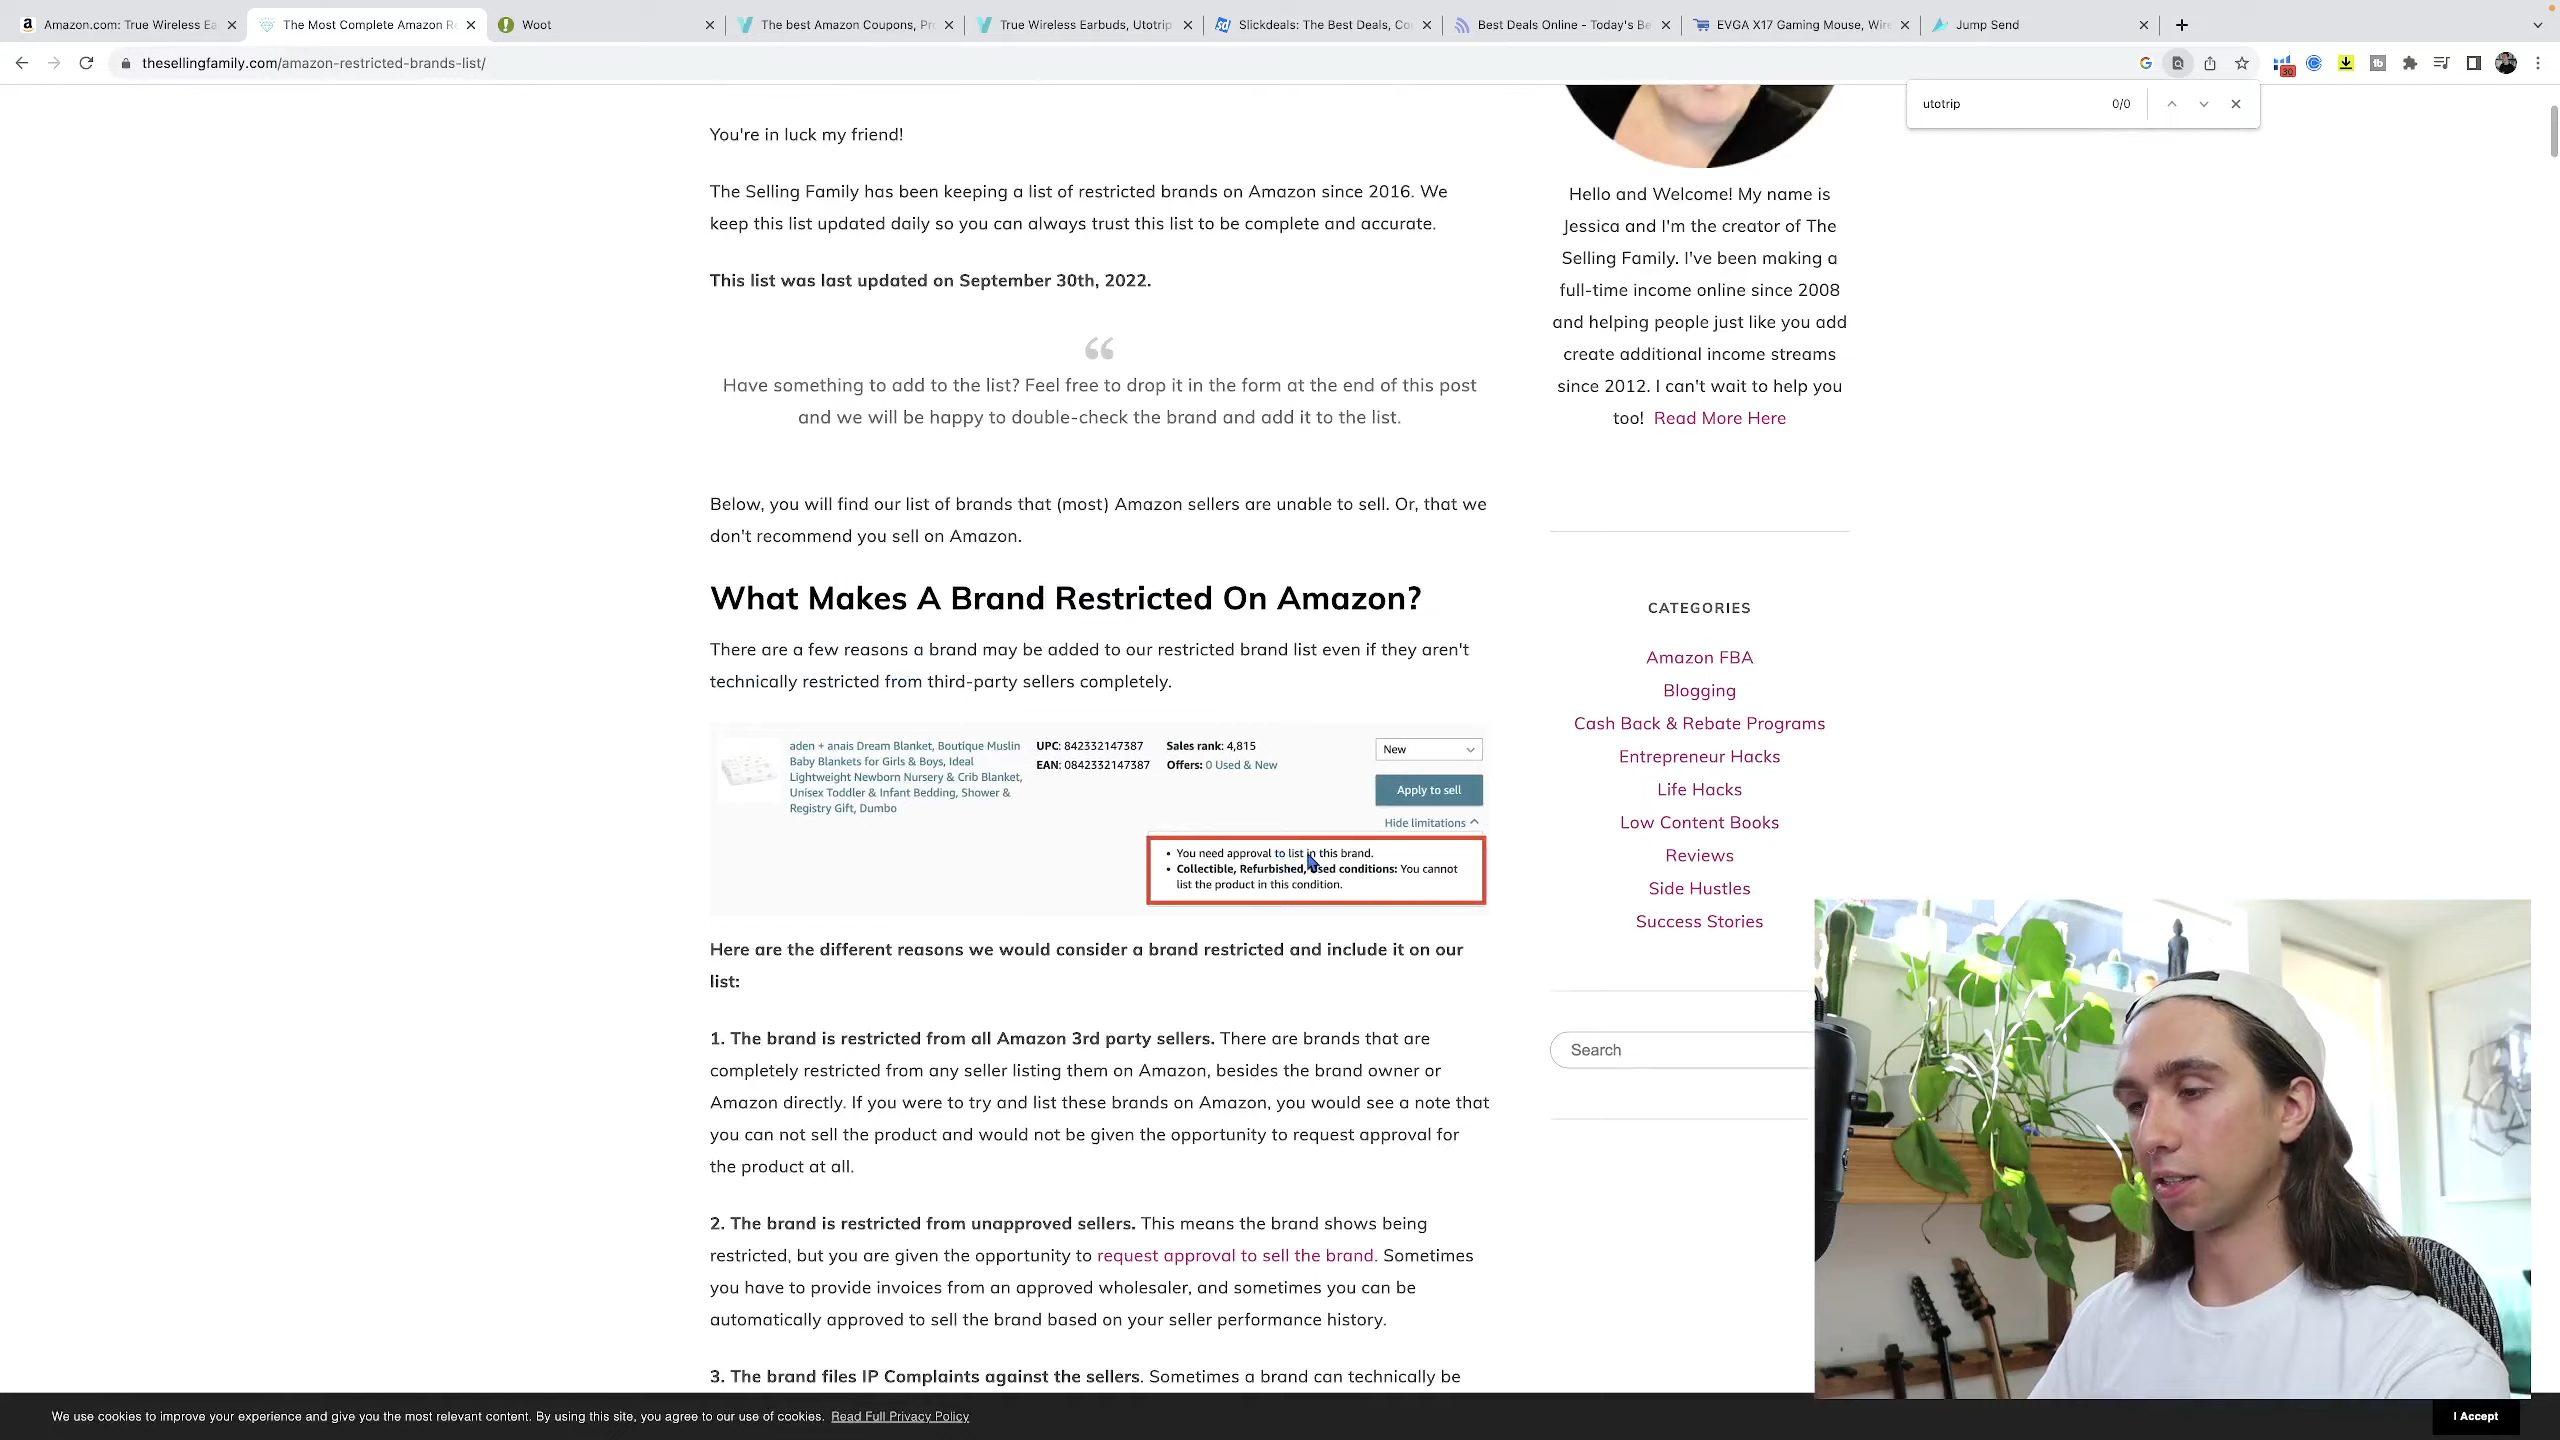 Amazon.com: True Wireless Ea
The Most Complete Amazon Re
Woot
The best Amazon Coupons, Pro
True Wireless Earbuds, Utotrip
Slickdeals: The Best Deals, Co
Best Deals Online - Today's Be
EVGA X17 Gaming Mouse, Wire
Jump Send
thesellingfamily.com/amazon-restricted-brands-list/
30
tb
utotrip 0/0
You're in luck my friend!
The Selling Family has been keeping a list of restricted brands on Amazon since 2016. We
keep this list updated daily so you can always trust this list to be complete and accurate.
This list was last updated on September 30th, 2022.
“
Have something to add to the list? Feel free to drop it in the form at the end of this post
and we will be happy to double-check the brand and add it to the list.
Below, you will find our list of brands that (most) Amazon sellers are unable to sell. Or, that we
don't recommend you sell on Amazon.
What Makes A Brand Restricted On Amazon?
There are a few reasons a brand may be added to our restricted brand list even if they aren't
technically restricted from third-party sellers completely.
aden + anais Dream Blanket, Boutique Muslin
Baby Blankets for Girls & Boys, Ideal
Lightweight Newborn Nursery & Crib Blanket,
Unisex Toddler & Infant Bedding, Shower &
Registry Gift, Dumbo
UPC: 842332147387
EAN: 0842332147387
Sales rank: 4,815
Offers: 0 Used & New
New
Apply to sell
Hide limitations
• You need approval to list in this brand.
• Collectible, Refurbished, Used conditions: You cannot
list the product in this condition.
Here are the different reasons we would consider a brand restricted and include it on our
list:
1. The brand is restricted from all Amazon 3rd party sellers. There are brands that are
completely restricted from any seller listing them on Amazon, besides the brand owner or
Amazon directly. If you were to try and list these brands on Amazon, you would see a note that
you can not sell the product and would not be given the opportunity to request approval for
the product at all.
2. The brand is restricted from unapproved sellers. This means the brand shows being
restricted, but you are given the opportunity to request approval to sell the brand. Sometimes
you have to provide invoices from an approved wholesaler, and sometimes you can be
automatically approved to sell the brand based on your seller performance history.
3. The brand files IP Complaints against the sellers. Sometimes a brand can technically be
Hello and Welcome! My name is
Jessica and I'm the creator of The
Selling Family. I've been making a
full-time income online since 2008
and helping people just like you add
create additional income streams
since 2012. I can't wait to help you
too! Read More Here
CATEGORIES
Amazon FBA
Blogging
Cash Back & Rebate Programs
Entrepreneur Hacks
Life Hacks
Low Content Books
Reviews
Side Hustles
Success Stories
Search
We use cookies to improve your experience and give you the most relevant content. By using this site, you agree to our use of cookies. Read Full Privacy Policy
I Accept